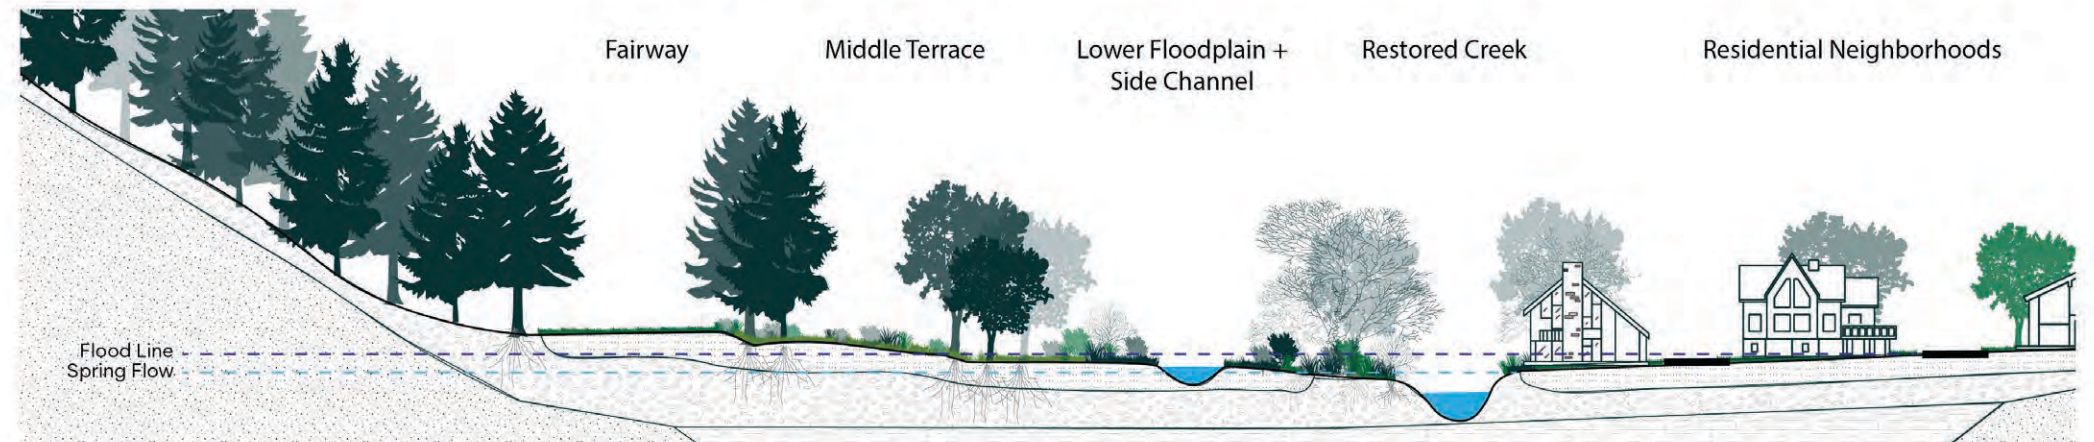 Fairway
Middle Terrace
Lower Floodplain +
Side Channel
Restored Creek
Residential Neighborhoods
Flood Line
Spring Flow